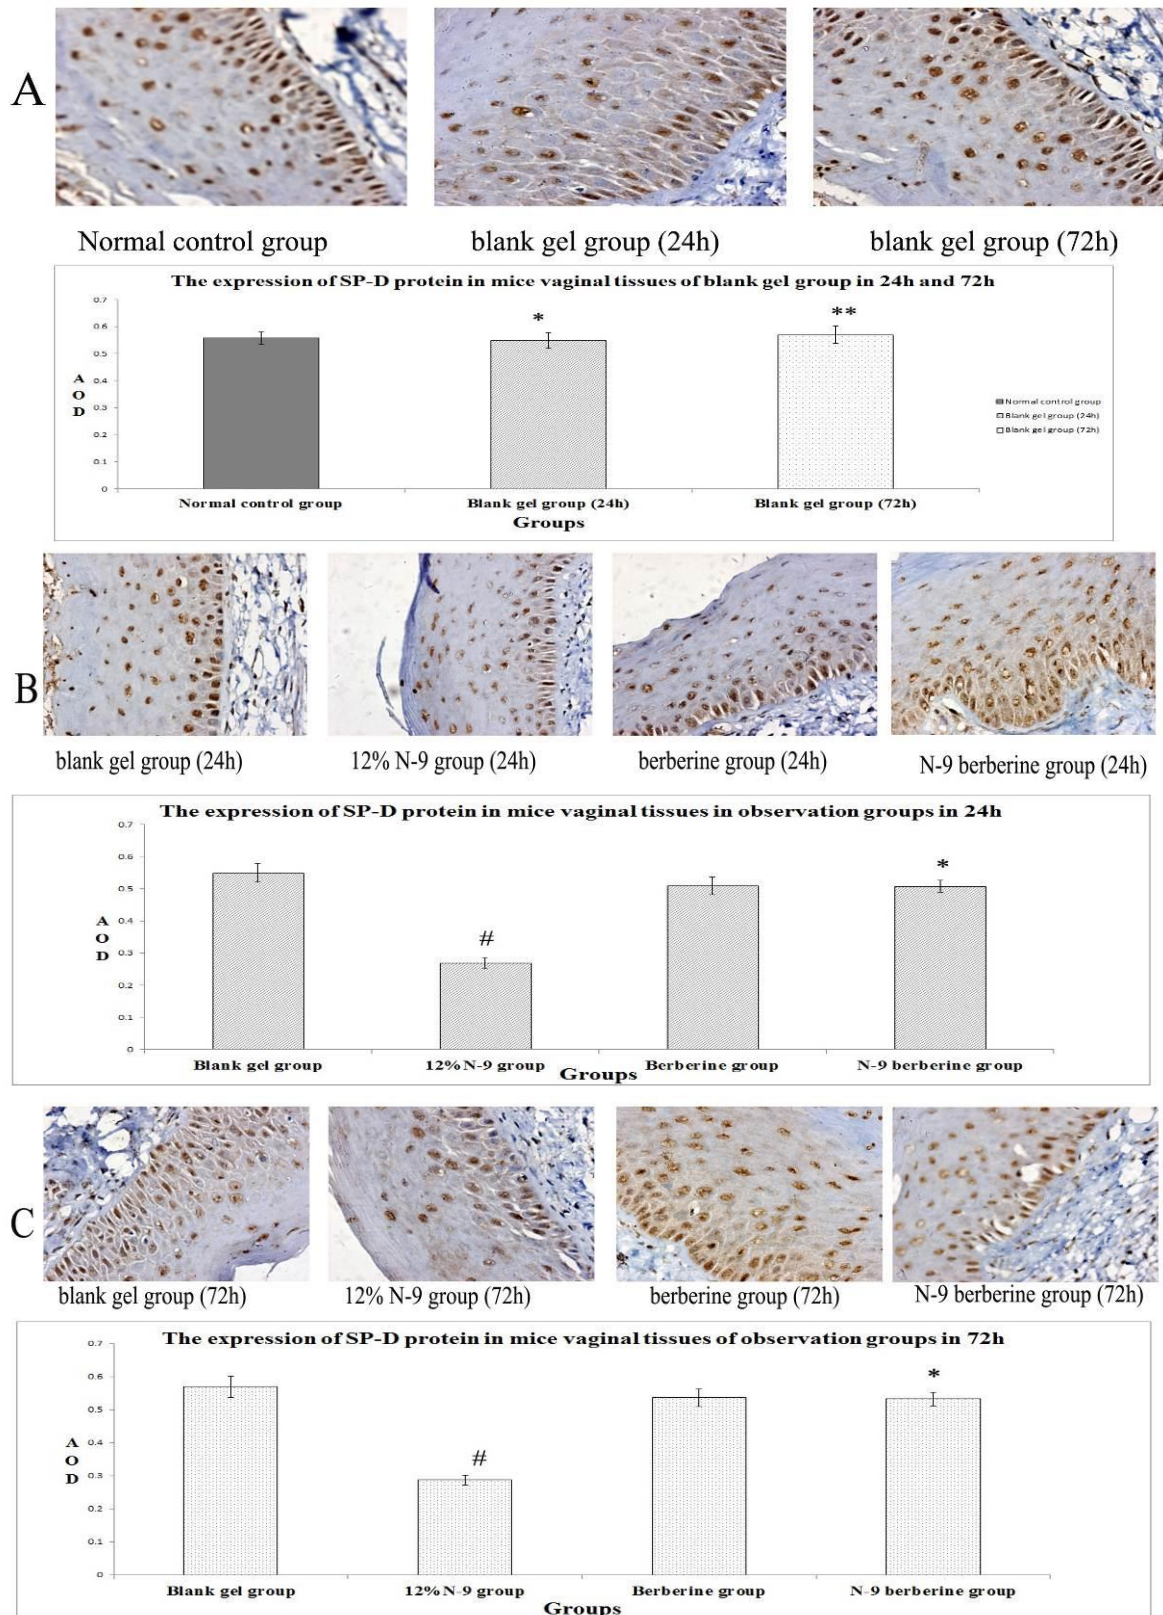 A
Normal control group
blank gel group (24h)
blank gel group (72h)
The expression of SP-D protein in mice vaginal tissues of blank gel group in 24h and 72h
0.7
0.6
0.5
0.4
0.3
0.2
0.1
0
A
O
D
*
**
Normal control group
Blank gel group (24h)
Blank gel group (72h)
Normal control group
Blank gel group (24h)
Blank gel group (72h)
Groups
B
blank gel group (24h)
12% N-9 group (24h)
berberine group (24h)
N-9 berberine group (24h)
The expression of SP-D protein in mice vaginal tissues in observation groups in 24h
0.7
0.6
0.5
0.4
0.3
0.2
0.1
0
A
O
D
#
*
Blank gel group
12% N-9 group
Berberine group
N-9 berberine group
Groups
C
blank gel group (72h)
12% N-9 group (72h)
berberine group (72h)
N-9 berberine group (72h)
The expression of SP-D protein in mice vaginal tissues of observation groups in 72h
0.7
0.6
0.5
0.4
0.3
0.2
0.1
0
A
O
D
#
*
Blank gel group
12% N-9 group
Berberine group
N-9 berberine group
Groups